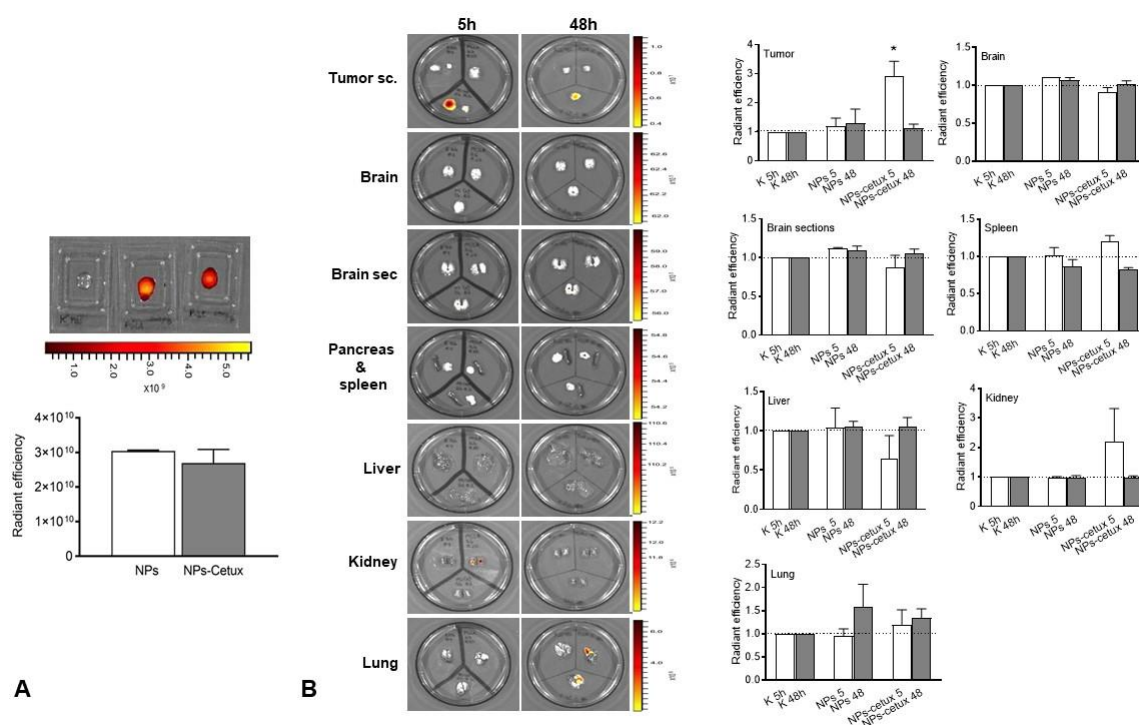 5h
48h
Tumor sc.
1.0
0.8
0.6
0.4
Brain
62.6
62.4
62.2
62.0
Brain sec
59.0
58.0
57.0
56.0
Pancreas
&
spleen
54.8
54.6
54.4
54.2
Liver
110.6
110.4
110.2
Kidney
12.2
12.0
11.8
Lung
6.0
4.0
1.0
3.0
5.0
X10 9
Radiant efficiency
4×10¹⁰
3×10¹⁰
2×10¹⁰
1×10¹⁰
0
NPs
NPs-Cetux
A
B
Tumor
*
Radiant efficiency
4
3
2
1
0
K 5h
K 48h
NPs 5
NPs 48
NPs-cetux 5
NPs-cetux 48
Brain
Radiant efficiency
1.5
1.0
0.5
0.0
K 5h
K 48h
NPs 5
NPs 48
NPs-cetux 5
NPs-cetux 48
Brain sections
Radiant efficiency
1.5
1.0
0.5
0.0
K 5h
K 48h
NPs 5
NPs 48
NPs-cetux 5
NPs-cetux 48
Spleen
Radiant efficiency
1.5
1.0
0.5
0.0
K 5h
K 48h
NPs 5
NPs 48
NPs-cetux 5
NPs-cetux 48
Liver
Radiant efficiency
1.5
1.0
0.5
0.0
K 5h
K 48h
NPs 5
NPs 48
NPs-cetux 5
NPs-cetux 48
Kidney
Radiant efficiency
4
3
2
1
0
K 5h
K 48h
NPs 5
NPs 48
NPs-cetux 5
NPs-cetux 48
Lung
Radiant efficiency
2.5
2.0
1.5
1.0
0.5
0.0
K 5h
K 48h
NPs 5
NPs 48
NPs-cetux 5
NPs-cetux 48